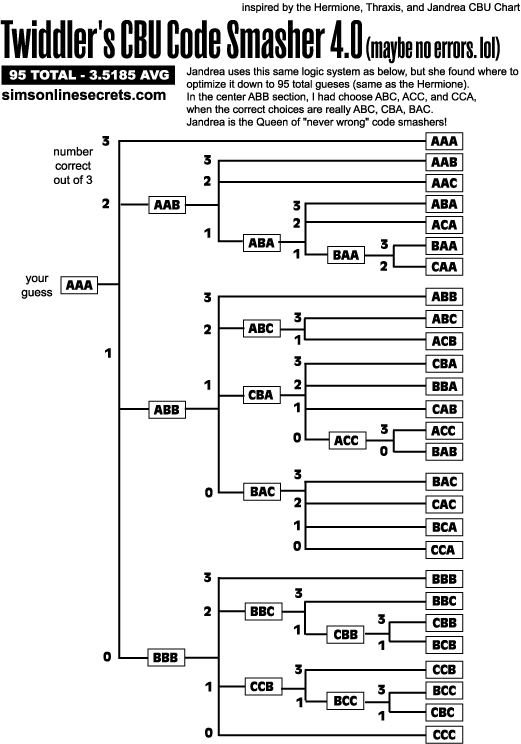 inspired by the Hermione, Thraxis, and Jandrea CBU Chart
Twiddler's CBU Code Smasher 4.0 (maybe no errors. lol)
95 TOTAL - 3.5185 AVG
simsonlinesecrets.com
Jandrea uses this same logic system as below, but she found where to
optimize it down to 95 total gueses (same as the Hermione).
In the center ABB section, I had choose ABC, ACC, and CCA,
when the correct choices are really ABC, CBA, BAC.
Jandrea is the Queen of "never wrong" code smashers!
number
correct
out of 3
your
guess
AAA
3
AAA
2
AAB
3
AAB
2
AAC
1
ABA
3
ABA
2
ACA
1
BAA
3
BAA
2
CAA
1
ABB
3
ABB
2
ABC
3
ABC
1
ACB
1
CBA
3
CBA
2
BBA
1
CAB
0
ACC
3
ACC
0
BAB
0
BAC
3
BAC
2
CAC
1
BCA
0
CCA
0
BBB
3
BBB
2
BBC
3
BBC
1
CBB
3
CBB
1
BCB
1
CCB
3
CCB
1
BCC
3
BCC
1
CBC
0
CCC